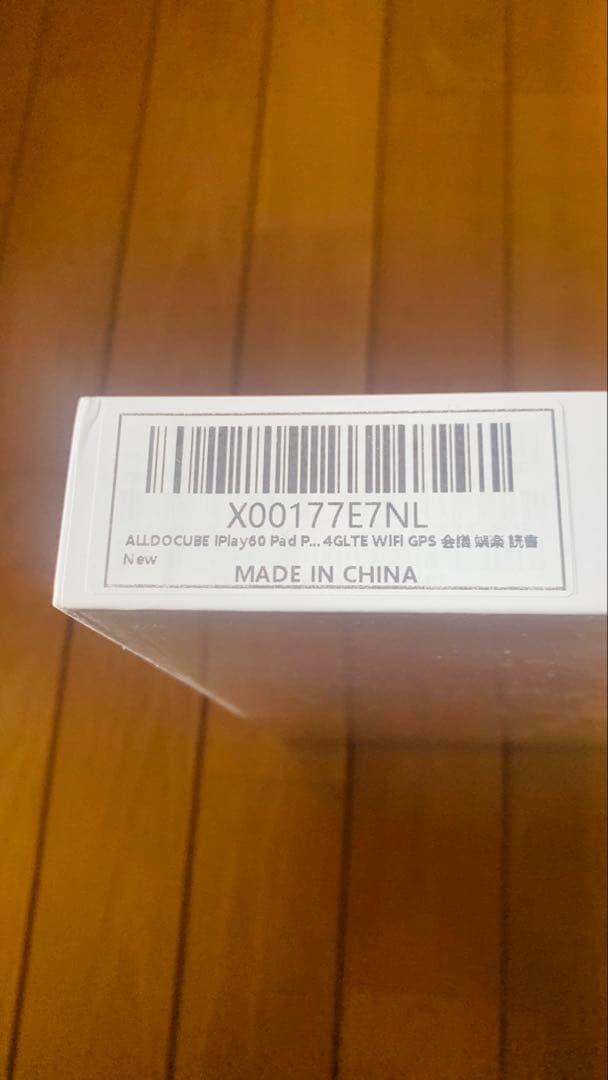 X00177E7NL
ALLDOCUBE iPlay60 Pad P... 4GLTE WiFi GPS 会議 娯楽 読書
New
MADE IN CHINA